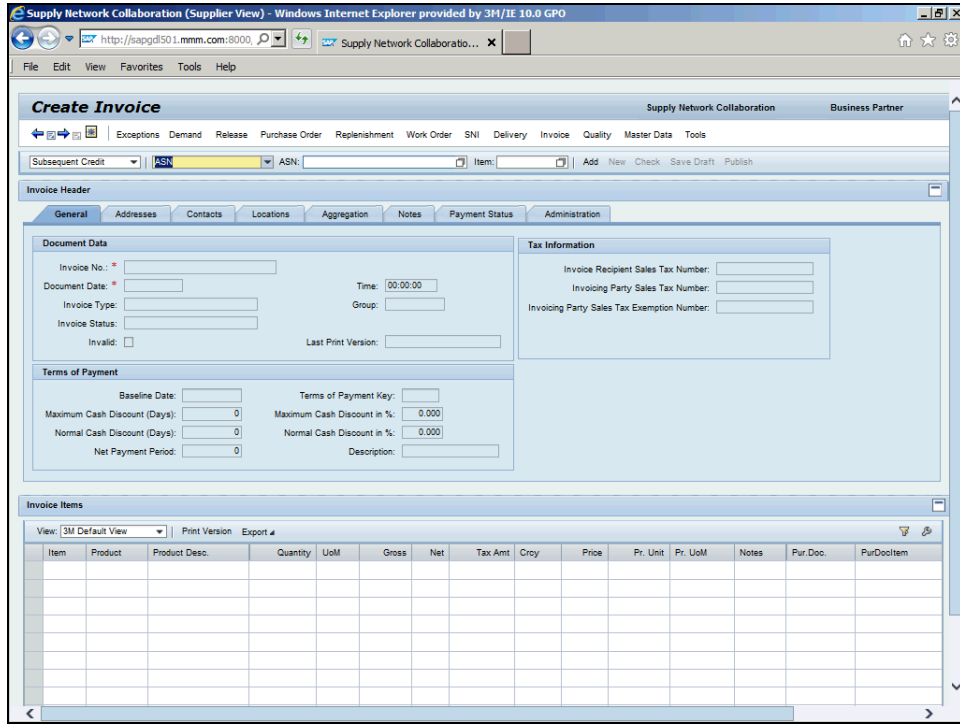 Supply Network Collaboration (Supplier View) - Windows Internet Explorer provided by 3M/IE 10.0 GPO
http://sapgdl501.mmm.com:8000, Supply Network Collaboratio...
File Edit View Favorites Tools Help
Create Invoice Supply Network Collaboration Business Partner
Exceptions Demand Release Purchase Order Replenishment Work Order SNI Delivery Invoice Quality Master Data Tools
Subsequent Credit ASN ASN: Item: Add New Check Save Draft Publish
Invoice Header
General Addresses Contacts Locations Aggregation Notes Payment Status Administration
Document Data
Invoice No.: *
Document Date: * Time: 00:00:00
Invoice Type: Group:
Invoice Status:
Invalid: Last Print Version:
Tax Information
Invoice Recipient Sales Tax Number:
Invoicing Party Sales Tax Number:
Invoicing Party Sales Tax Exemption Number:
Terms of Payment
Baseline Date: Terms of Payment Key:
Maximum Cash Discount (Days): 0 Maximum Cash Discount in %: 0.000
Normal Cash Discount (Days): 0 Normal Cash Discount in %: 0.000
Net Payment Period: 0 Description:
Invoice Items
View: 3M Default View Print Version Export
Item Product Product Desc. Quantity UoM Gross Net Tax Amt Crcy Price Pr. Unit Pr. UoM Notes Pur.Doc. PurDocItem